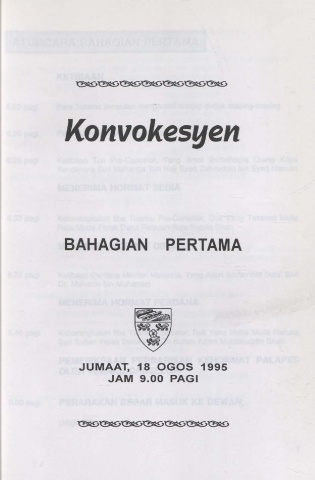 Konvokesyen
BAHAGIAN PERTAMA
JUMAAT, 18 OGOS 1995
JAM 9.00 PAGI